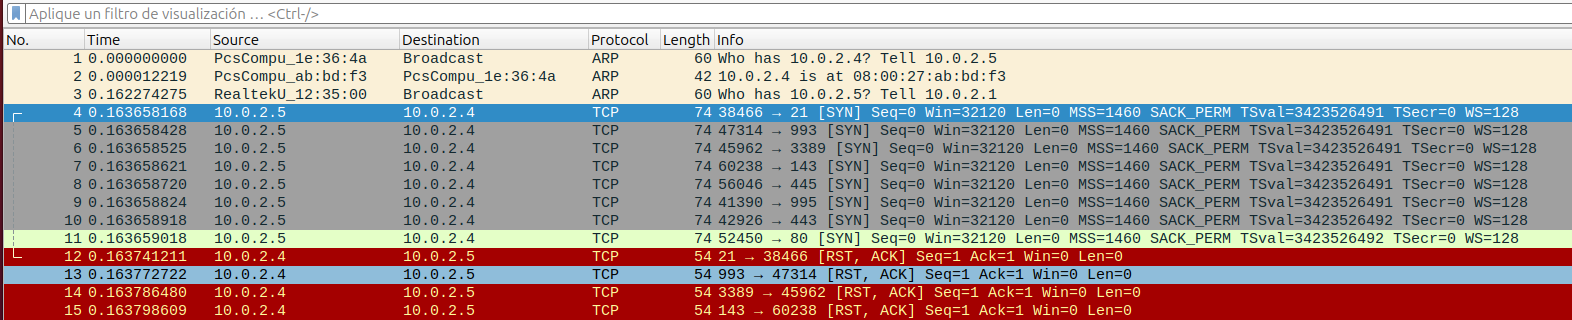 Aplique un filtro de visualización … <Ctrl-/>
No. Time Source Destination Protocol Length Info
1 0.000000000 PcsCompu_1e:36:4a Broadcast ARP 60 Who has 10.0.2.4? Tell 10.0.2.5
2 0.000012219 PcsCompu_ab:bd:f3 PcsCompu_1e:36:4a ARP 42 10.0.2.4 is at 08:00:27:ab:bd:f3
3 0.162274275 RealtekU_12:35:00 Broadcast ARP 60 Who has 10.0.2.5? Tell 10.0.2.1
4 0.163658168 10.0.2.5 10.0.2.4 TCP 74 38466 → 21 [SYN] Seq=0 Win=32120 Len=0 MSS=1460 SACK_PERM TSval=3423526491 TSecr=0 WS=128
5 0.163658428 10.0.2.5 10.0.2.4 TCP 74 47314 → 993 [SYN] Seq=0 Win=32120 Len=0 MSS=1460 SACK_PERM TSval=3423526491 TSecr=0 WS=128
6 0.163658525 10.0.2.5 10.0.2.4 TCP 74 45962 → 3389 [SYN] Seq=0 Win=32120 Len=0 MSS=1460 SACK_PERM TSval=3423526491 TSecr=0 WS=128
7 0.163658621 10.0.2.5 10.0.2.4 TCP 74 60238 → 143 [SYN] Seq=0 Win=32120 Len=0 MSS=1460 SACK_PERM TSval=3423526491 TSecr=0 WS=128
8 0.163658720 10.0.2.5 10.0.2.4 TCP 74 56046 → 445 [SYN] Seq=0 Win=32120 Len=0 MSS=1460 SACK_PERM TSval=3423526491 TSecr=0 WS=128
9 0.163658824 10.0.2.5 10.0.2.4 TCP 74 41390 → 995 [SYN] Seq=0 Win=32120 Len=0 MSS=1460 SACK_PERM TSval=3423526491 TSecr=0 WS=128
10 0.163658918 10.0.2.5 10.0.2.4 TCP 74 42926 → 443 [SYN] Seq=0 Win=32120 Len=0 MSS=1460 SACK_PERM TSval=3423526492 TSecr=0 WS=128
11 0.163659018 10.0.2.5 10.0.2.4 TCP 74 52450 → 80 [SYN] Seq=0 Win=32120 Len=0 MSS=1460 SACK_PERM TSval=3423526492 TSecr=0 WS=128
12 0.163741211 10.0.2.4 10.0.2.5 TCP 54 21 → 38466 [RST, ACK] Seq=1 Ack=1 Win=0 Len=0
13 0.163772722 10.0.2.4 10.0.2.5 TCP 54 993 → 47314 [RST, ACK] Seq=1 Ack=1 Win=0 Len=0
14 0.163786480 10.0.2.4 10.0.2.5 TCP 54 3389 → 45962 [RST, ACK] Seq=1 Ack=1 Win=0 Len=0
15 0.163798609 10.0.2.4 10.0.2.5 TCP 54 143 → 60238 [RST, ACK] Seq=1 Ack=1 Win=0 Len=0